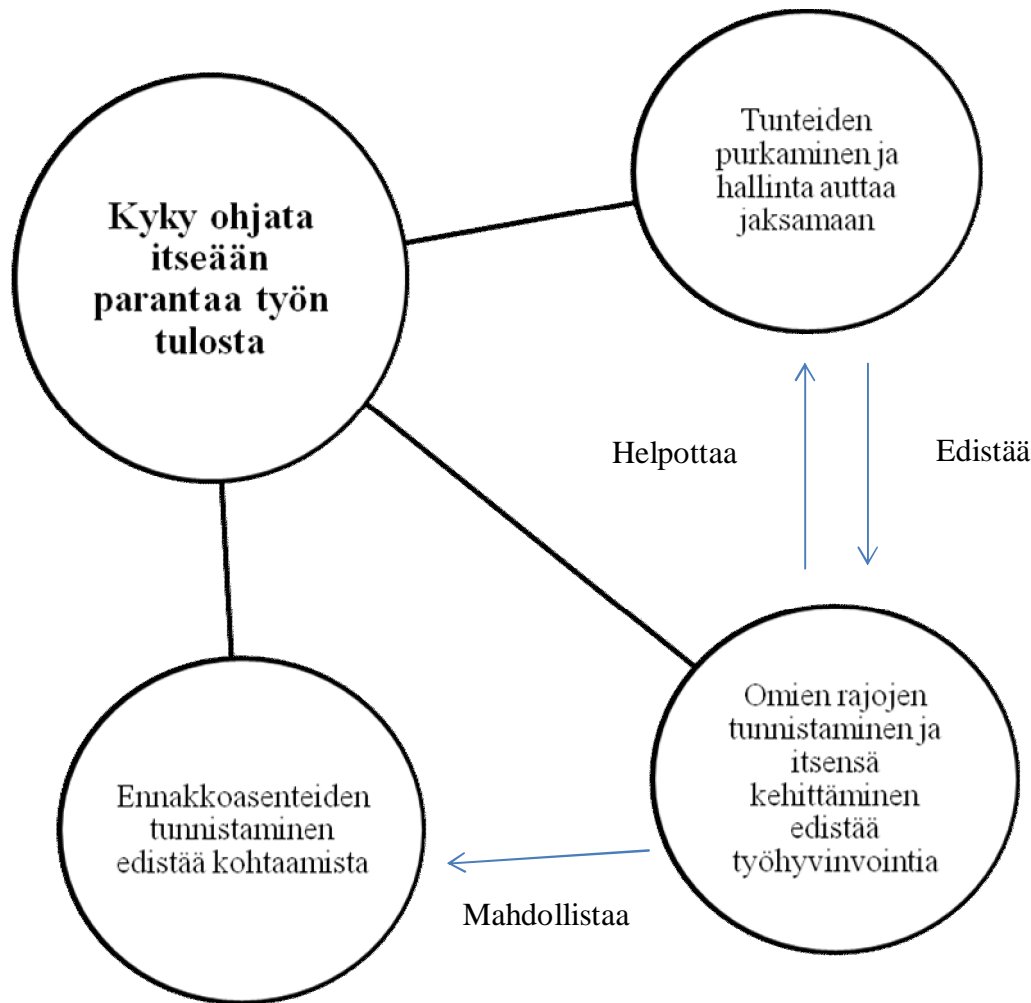 Tunteiden
purkaminen ja
hallinta auttaa
jaksamaan
Kyky ohjata
itseään
parantaa työn
tulosta
Helpottaa
Edistää
Omien rajojen
tunnistaminen ja
itsensä
kehittäminen
edistää
työhyvinvointia
Ennakkoasenteiden
tunnistaminen
edistää kohtaamista
Mahdollistaa